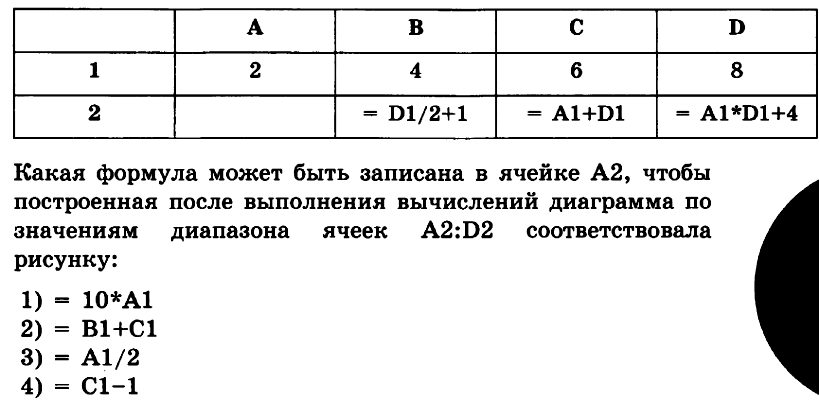 A B C D
1 2 4 6 8
2 = D1/2+1 = A1+D1 = A1*D1+4
Какая формула может быть записана в ячейке A2, чтобы
построенная после выполнения вычислений диаграмма по
значениям диапазона ячеек A2:D2 соответствовала
рисунку:
1) = 10*A1
2) = B1+C1
3) = A1/2
4) = C1–1